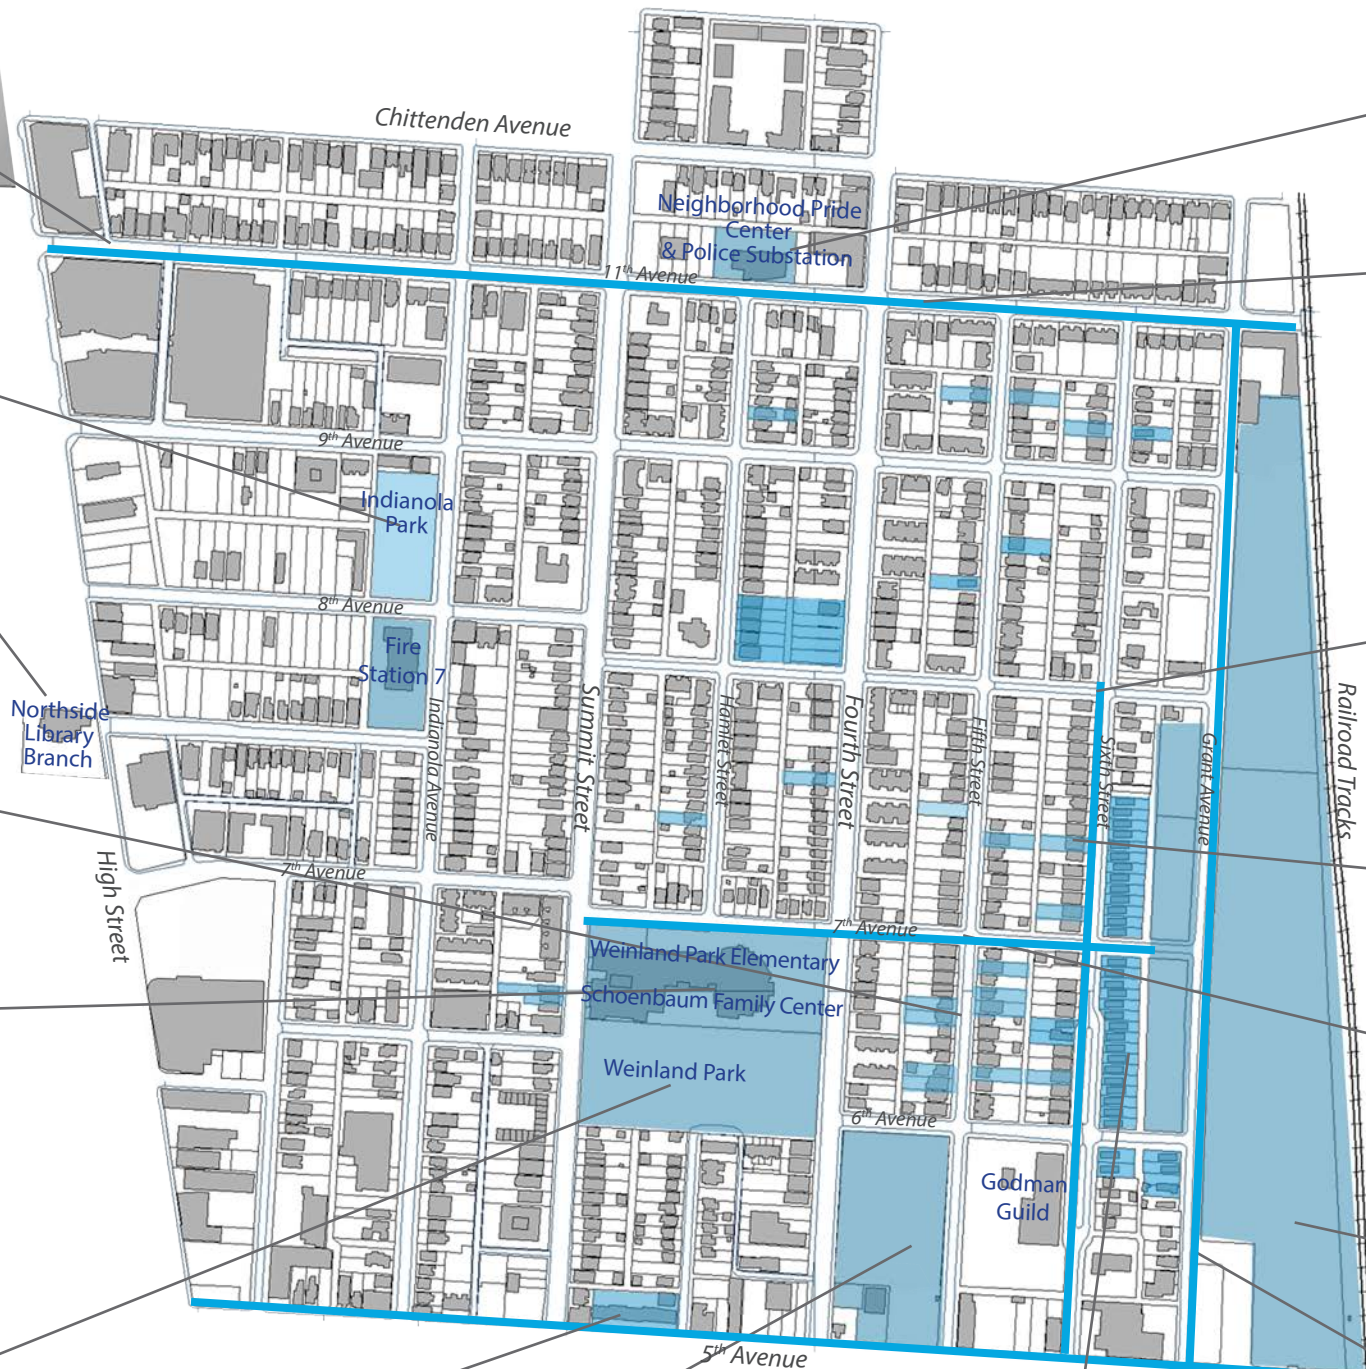 Chittenden Avenue
Neighborhood Pride
Center
& Police Substation
11th Avenue
9th Avenue
Indianola
Park
8th Avenue
Fire
Station 7
Northside
Library
Branch
Indianola Avenue
Summit Street
Hamlet Street
Fourth Street
Fifth Street
Sixth Street
Grant Avenue
Railroad Tracks
High Street
7th Avenue
7th Avenue
Weinland Park Elementary
Schoenbaum Family Center
Weinland Park
6th Avenue
Godman
Guild
5th Avenue